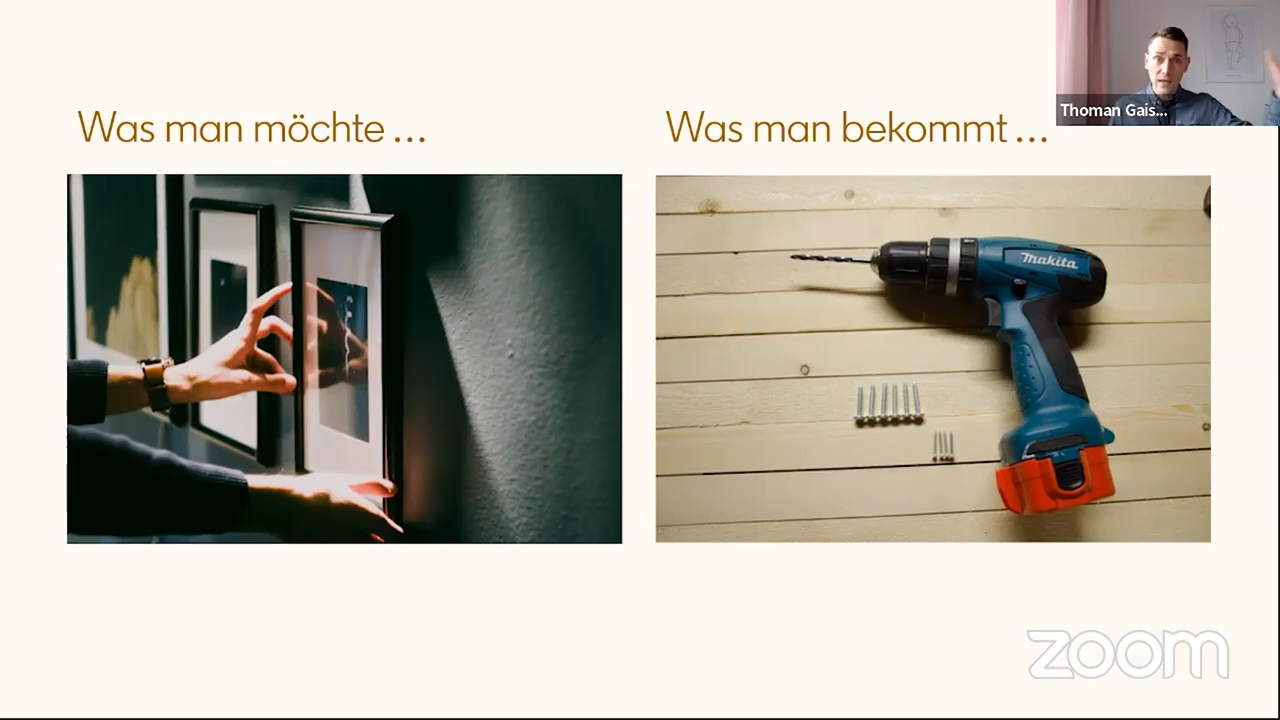 Was man möchte ...
Was man bekommt ...
Thoman Gais...
makita
zoom